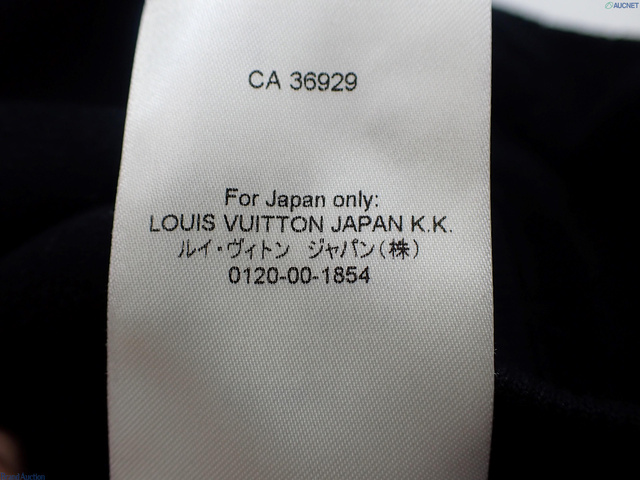 AUCNET
CA 36929
For Japan only:
LOUIS VUITTON JAPAN K.K.
ルイ・ヴィトン ジャパン(株)
0120-00-1854